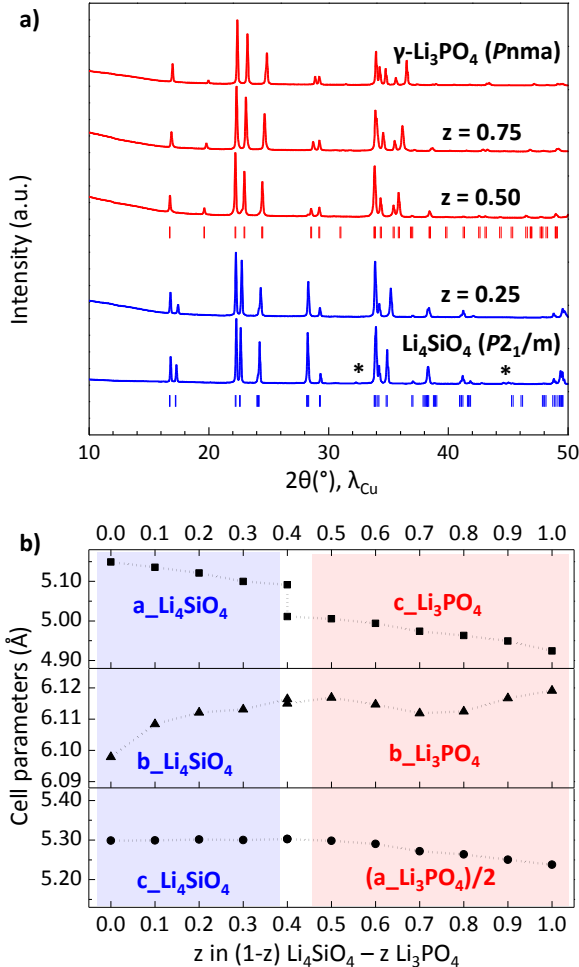 a)
γ-Li₃PO₄ (Pnma)
z = 0.75
z = 0.50
z = 0.25
Li₄SiO₄ (P2₁/m)
* *
Intensity (a.u.)
10 20 30 40 50
2θ(°), λCu
b)
0.0 0.1 0.2 0.3 0.4 0.5 0.6 0.7 0.8 0.9 1.0
5.10
5.00
4.90
a_Li₄SiO₄
c_Li₃PO₄
6.12
6.11
6.10
6.09
b_Li₄SiO₄
b_Li₃PO₄
5.40
5.30
5.20
c_Li₄SiO₄
(a_Li₃PO₄)/2
Cell parameters (Å)
0.0 0.1 0.2 0.3 0.4 0.5 0.6 0.7 0.8 0.9 1.0
z in (1-z) Li₄SiO₄ – z Li₃PO₄